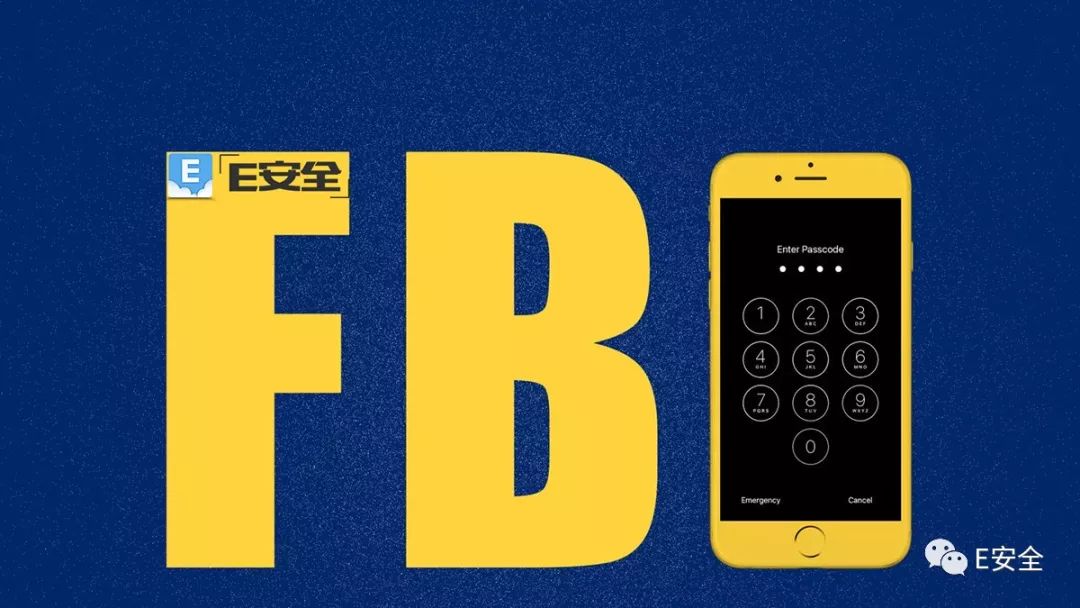 E
「E安全」
FB
Enter Passcode
1
2
ABC
3
DEF
4
GHI
5
JKL
6
MNO
7
PQRS
8
TUV
9
WXYZ
0
Emergency
Cancel
E安全